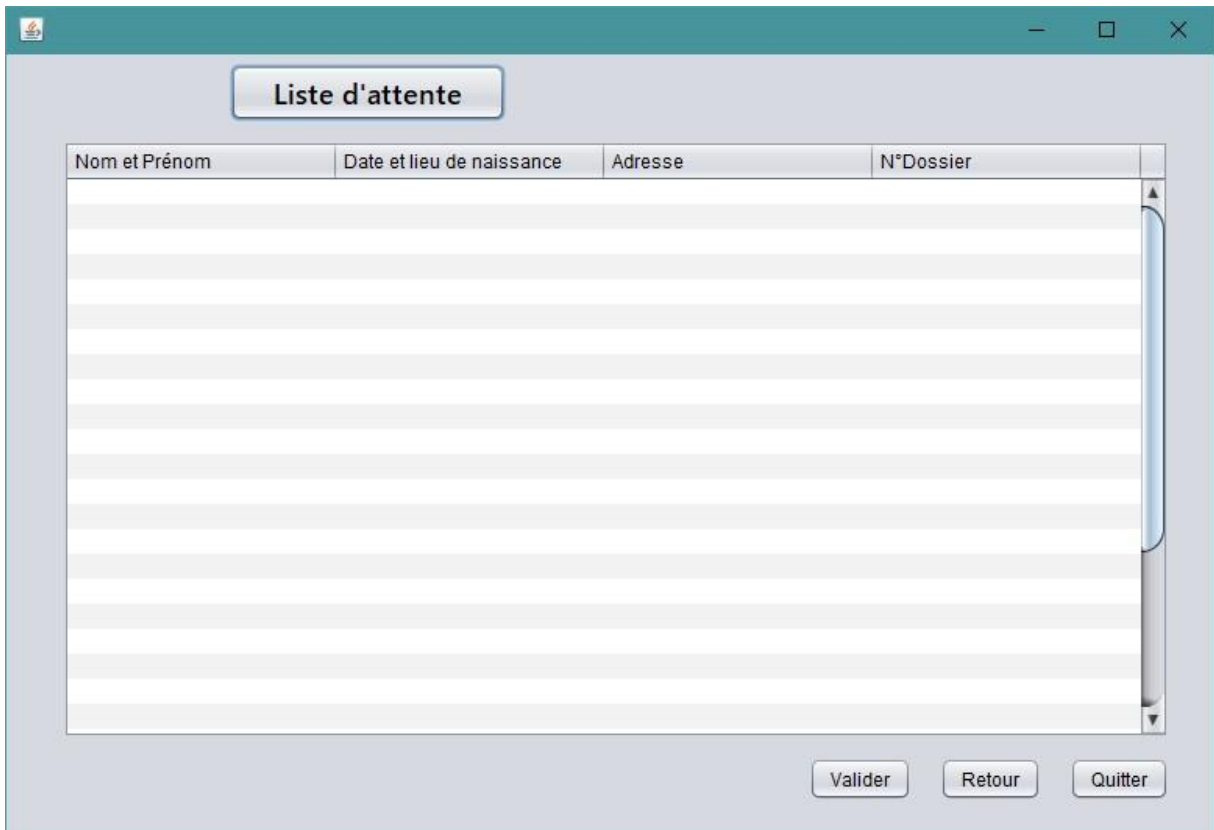 Liste d'attente
Nom et Prénom Date et lieu de naissance Adresse N°Dossier
Valider Retour Quitter